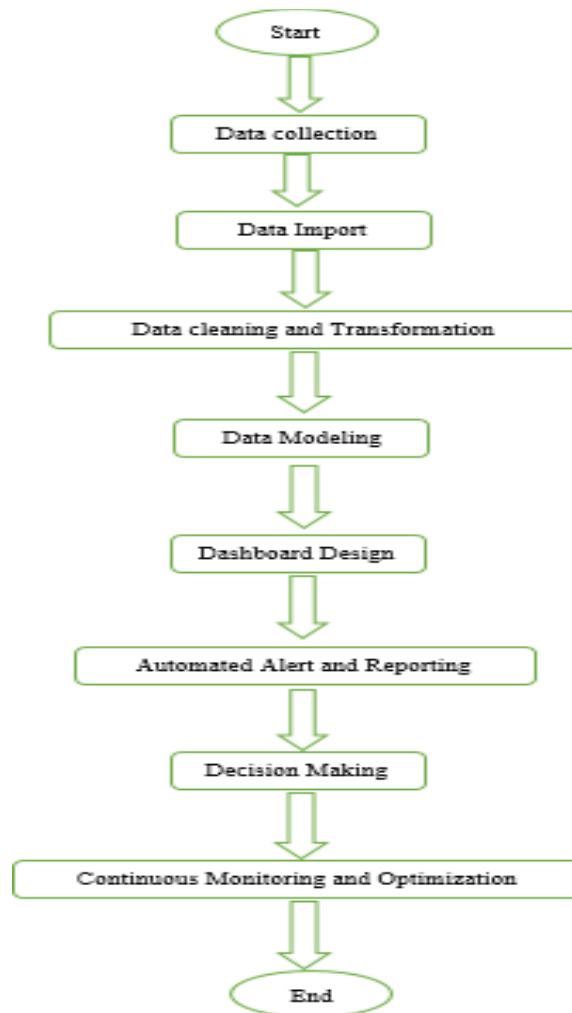 Start
Data collection
Data Import
Data cleaning and Transformation
Data Modeling
Dashboard Design
Automated Alert and Reporting
Decision Making
Continuous Monitoring and Optimization
End